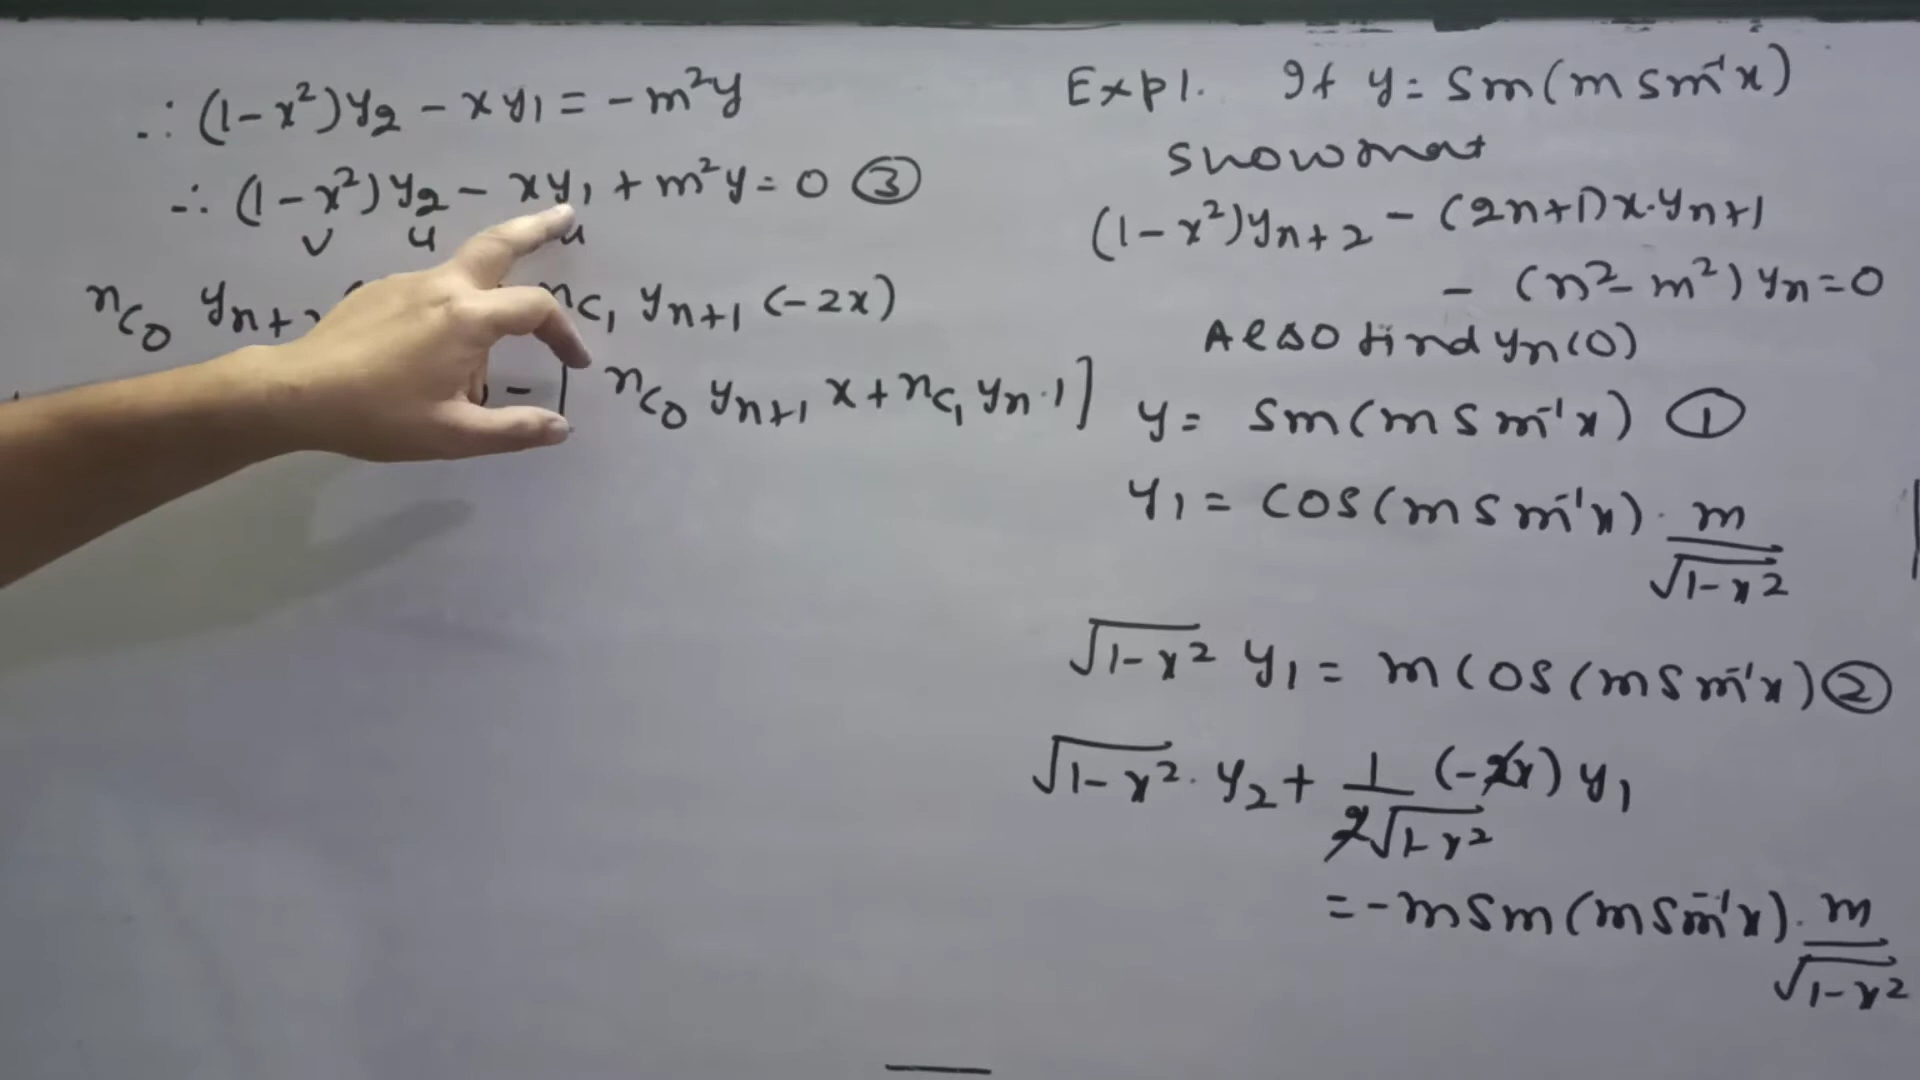 ∴ (1-x²)y₂ - xy₁ = -m²y
∴ (1-x²)y₂ - xy₁ + m²y = 0 ③
v u u
nC₀ yn+2 nC₁ yn+1 (-2x)
- [nC₀ yn+1 x + nC₁ yn·1]
Expl. If y = sin(m sin⁻¹x)
show that
(1-x²)yn+2 - (2n+1)x·yn+1
- (n²-m²)yn = 0
Also find yn(0)
y = sin(m sin⁻¹x) ①
y₁ = cos(m sin⁻¹x)· m/√1-x²
√1-x² y₁ = m cos(m sin⁻¹x) ②
√1-x²· y₂ + 1/2√1-x² (-2x) y₁
= -m sin(m sin⁻¹x)· m/√1-x²